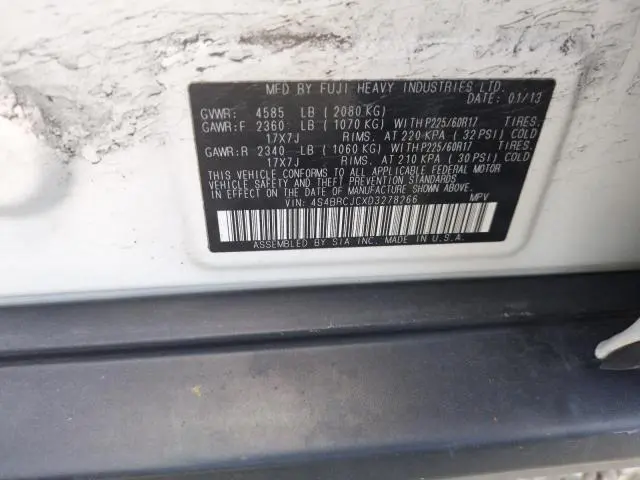 MFD BY FUJI HEAVY INDUSTRIES LTD.
DATE: 01/13
GVWR: 4585 LB ( 2080 KG)
GAWR:F 2360 LB ( 1070 KG) WITH P225/60R17 TIRES.
17X7J RIMS. AT 220 KPA ( 32 PSI) COLD
GAWR:R 2340 LB ( 1060 KG) WITH P225/60R17 TIRES.
17X7J RIMS. AT 210 KPA ( 30 PSI) COLD
THIS VEHICLE CONFORMS TO ALL APPLICABLE FEDERAL MOTOR
VEHICLE SAFETY, BUMPER, AND THEFT PREVENTION STANDARDS
IN EFFECT ON THE DATE OF MANUFACTURE SHOWN ABOVE.
VIN: 4S4BRCJCXD3278266 MPV
ASSEMBLED BY SIA INC. MADE IN U.S.A.